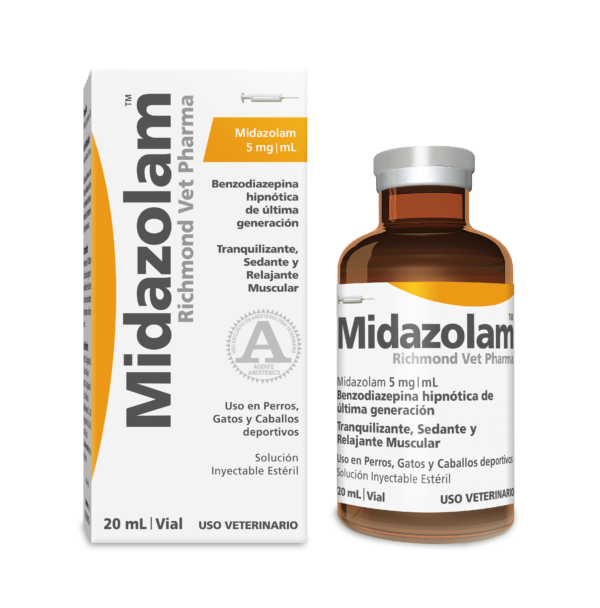 Midazolam™
Richmond Vet Pharma
Midazolam
5 mg|mL
Benzodiazepina
hipnótica
de última
generación
Tranquilizante,
Sedante y
Relajante
Muscular
A
AGENTE
ANESTÉSICO
Uso en Perros,
Gatos y Caballos
deportivos
Solución
Inyectable Estéril
20 mL|Vial
USO VETERINARIO
Midazolam™
Richmond Vet Pharma
Midazolam 5 mg|mL
Benzodiazepina hipnótica de
última generación
Tranquilizante, Sedante y
Relajante Muscular
Uso en Perros, Gatos y Caballos deportivos
Solución Inyectable Estéril
20 mL|Vial
USO VETERINARIO